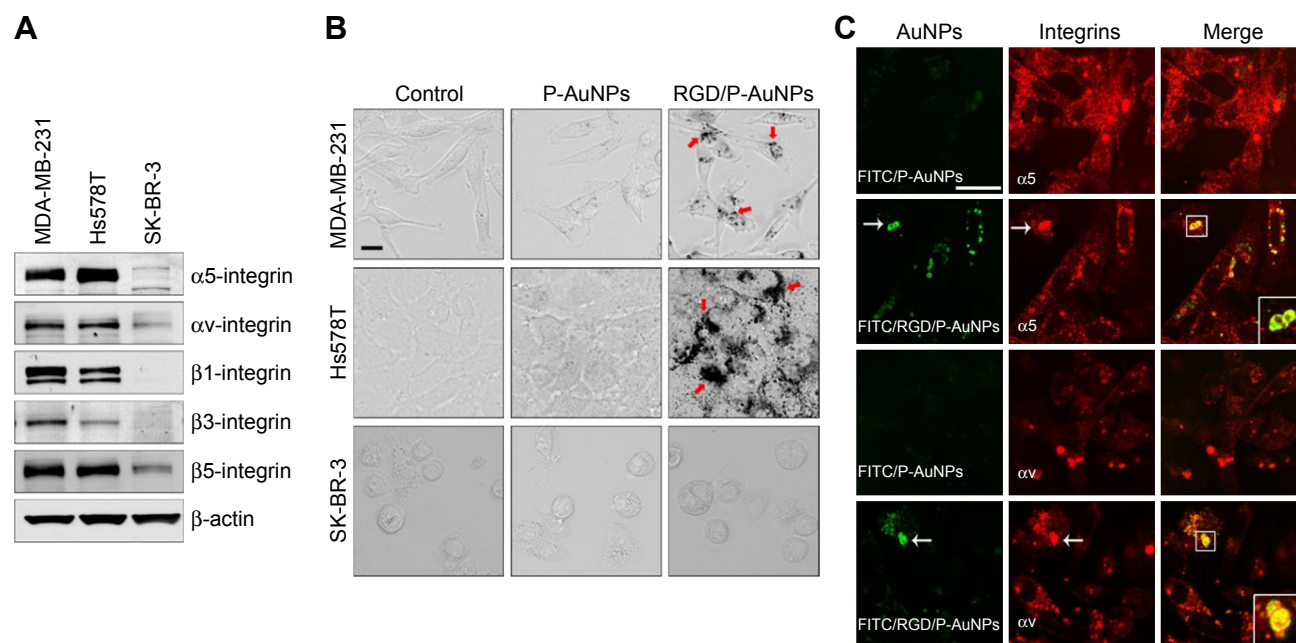 A
MDA-MB-231
Hs578T
SK-BR-3
α5-integrin
αv-integrin
β1-integrin
β3-integrin
β5-integrin
β-actin
B
Control
P-AuNPs
RGD/P-AuNPs
MDA-MB-231
Hs578T
SK-BR-3
C
AuNPs
Integrins
Merge
FITC/P-AuNPs
α5
FITC/RGD/P-AuNPs
α5
FITC/P-AuNPs
αv
FITC/RGD/P-AuNPs
αv